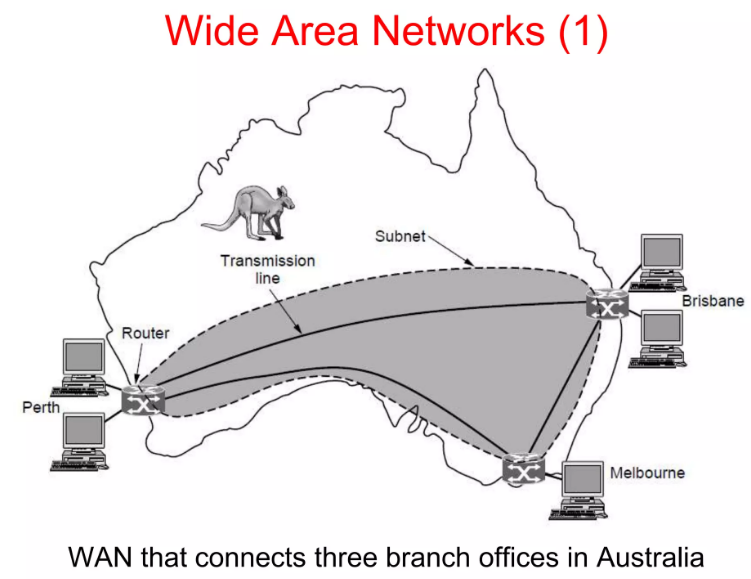 Wide Area Networks (1)
Subnet
Transmission
line
Brisbane
Router
Perth
Melbourne
WAN that connects three branch offices in Australia